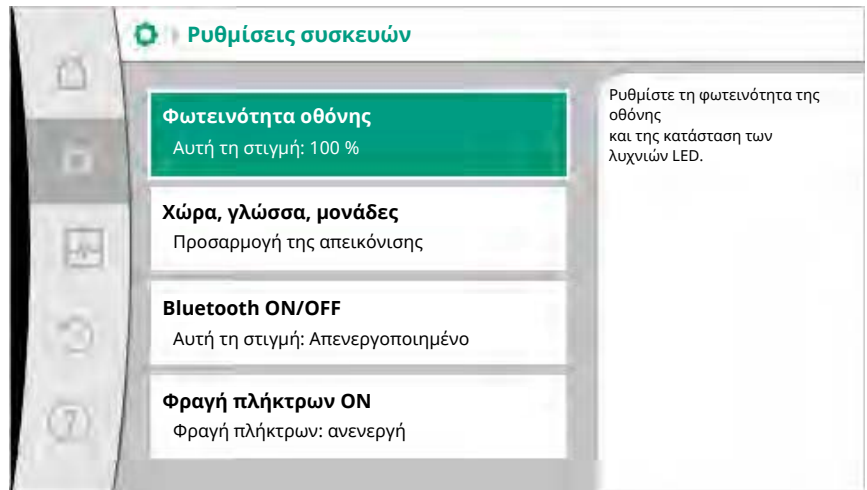 Ρυθμίσεις συσκευών
Φωτεινότητα οθόνης
Αυτή τη στιγμή: 100 %
Χώρα, γλώσσα, μονάδες
Προσαρμογή της απεικόνισης
Bluetooth ON/OFF
Αυτή τη στιγμή: Απενεργοποιημένο
Φραγή πλήκτρων ON
Φραγή πλήκτρων: ανενεργή
Ρυθμίστε τη φωτεινότητα της
οθόνης
και της κατάσταση των
λυχνιών LED.